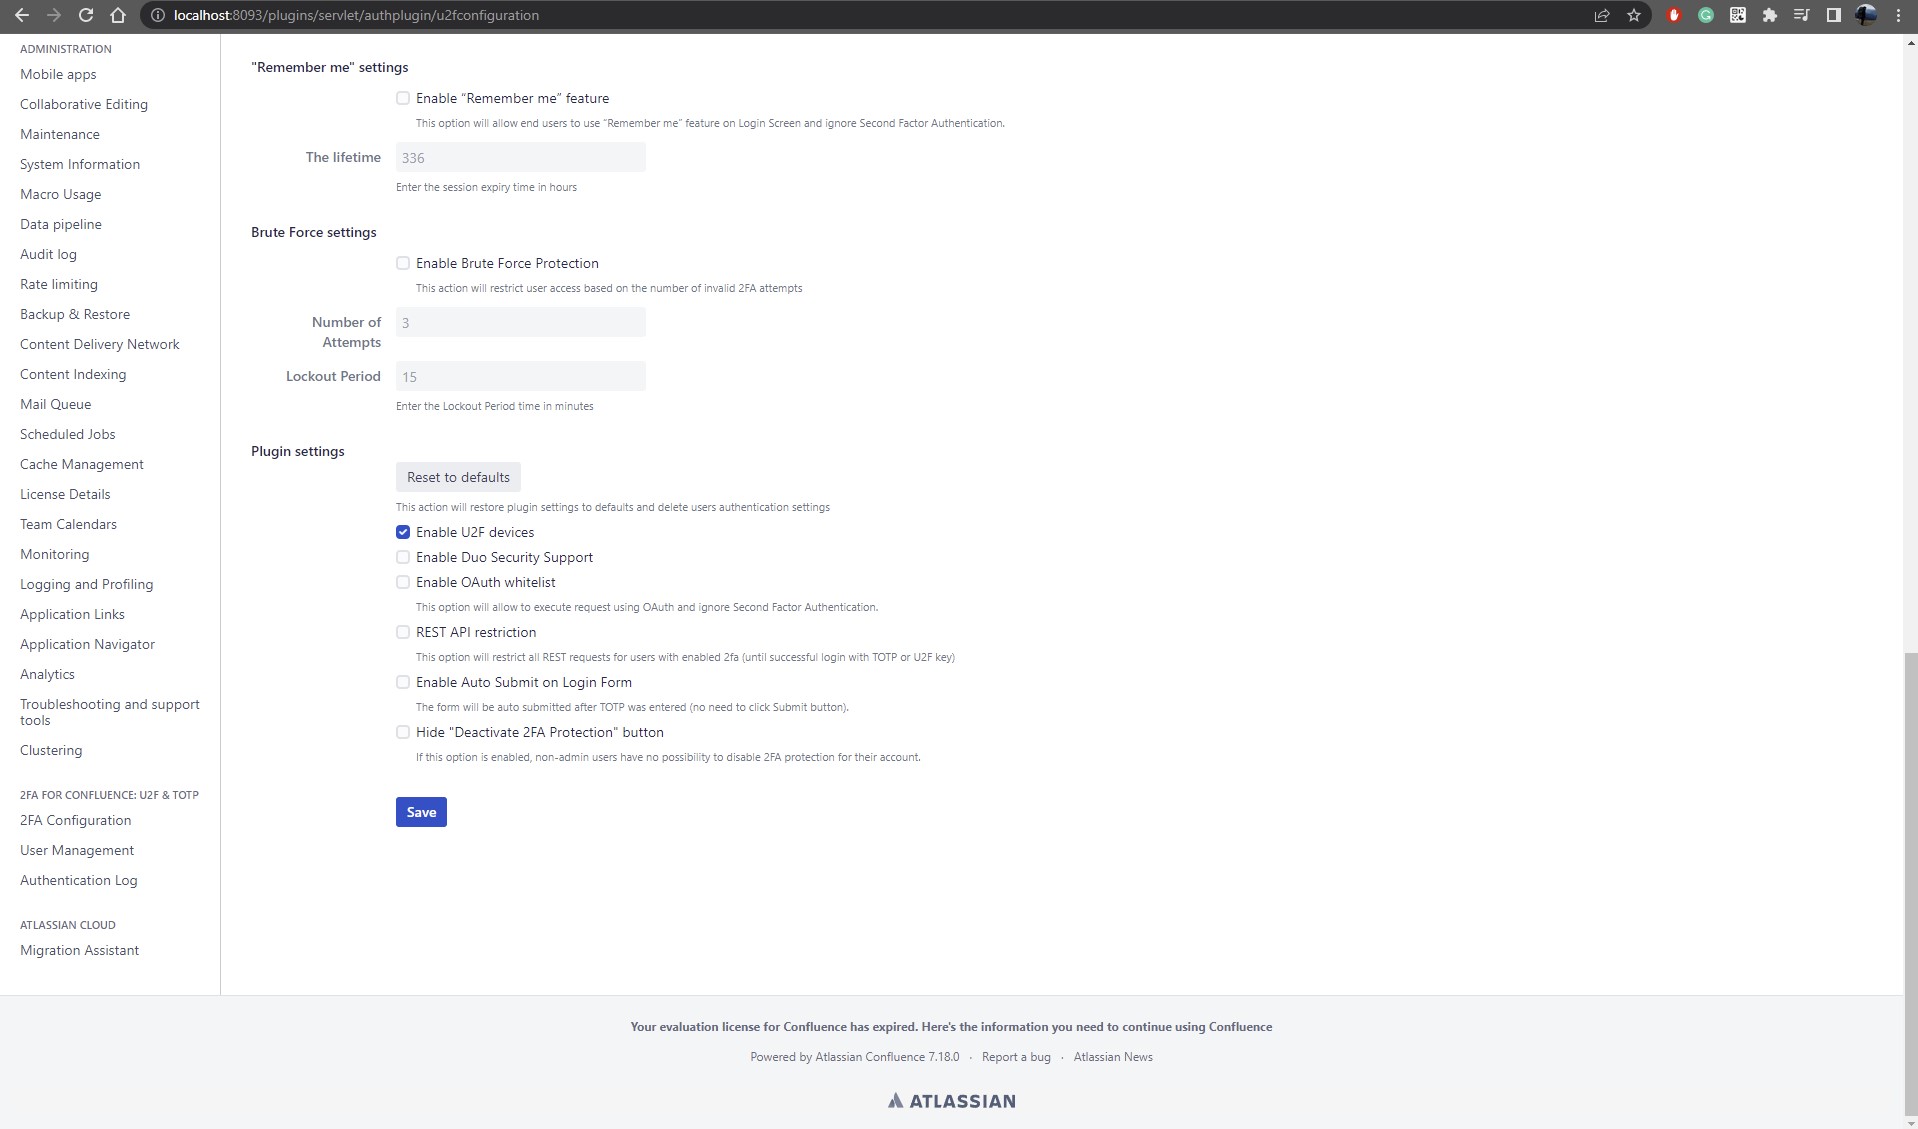 localhost:8093/plugins/servlet/authplugin/u2fconfiguration
ADMINISTRATION
Mobile apps
Collaborative Editing
Maintenance
System Information
Macro Usage
Data pipeline
Audit log
Rate limiting
Backup & Restore
Content Delivery Network
Content Indexing
Mail Queue
Scheduled Jobs
Cache Management
License Details
Team Calendars
Monitoring
Logging and Profiling
Application Links
Application Navigator
Analytics
Troubleshooting and support
tools
Clustering
2FA FOR CONFLUENCE: U2F & TOTP
2FA Configuration
User Management
Authentication Log
ATLASSIAN CLOUD
Migration Assistant
"Remember me" settings
Enable “Remember me” feature
This option will allow end users to use “Remember me” feature on Login Screen and ignore Second Factor Authentication.
The lifetime 336
Enter the session expiry time in hours
Brute Force settings
Enable Brute Force Protection
This action will restrict user access based on the number of invalid 2FA attempts
Number of 3
Attempts
Lockout Period 15
Enter the Lockout Period time in minutes
Plugin settings
Reset to defaults
This action will restore plugin settings to defaults and delete users authentication settings
Enable U2F devices
Enable Duo Security Support
Enable OAuth whitelist
This option will allow to execute request using OAuth and ignore Second Factor Authentication.
REST API restriction
This option will restrict all REST requests for users with enabled 2fa (until successful login with TOTP or U2F key)
Enable Auto Submit on Login Form
The form will be auto submitted after TOTP was entered (no need to click Submit button).
Hide "Deactivate 2FA Protection" button
If this option is enabled, non-admin users have no possibility to disable 2FA protection for their account.
Save
Your evaluation license for Confluence has expired. Here's the information you need to continue using Confluence
Powered by Atlassian Confluence 7.18.0 · Report a bug · Atlassian News
ATLASSIAN